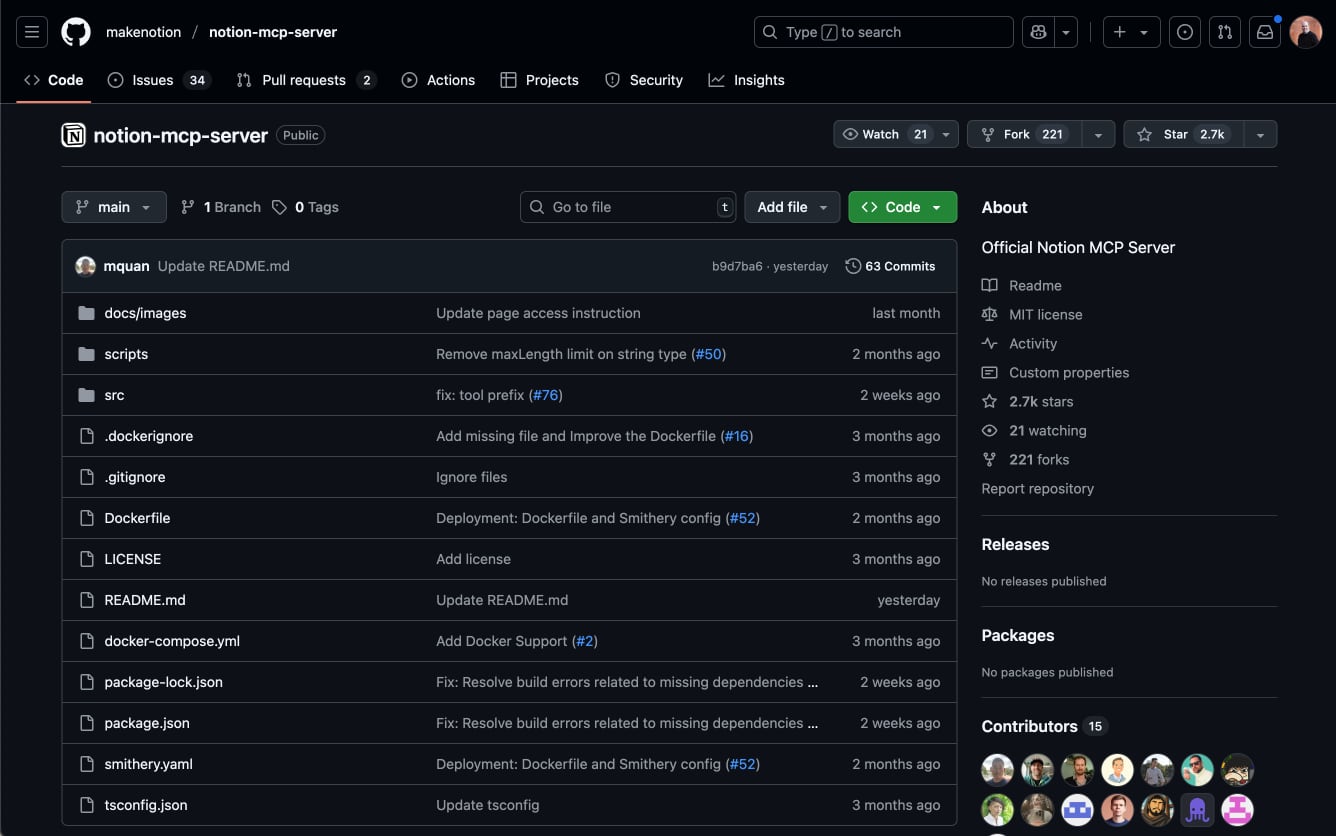 makenotion / notion-mcp-server
Type / to search
Code
Issues 34
Pull requests 2
Actions
Projects
Security
Insights
notion-mcp-server Public
Watch 21
Fork 221
Star 2.7k
main
1 Branch
0 Tags
Go to file t
Add file
Code
mquan Update README.md b9d7ba6 · yesterday 63 Commits
docs/images Update page access instruction last month
scripts Remove maxLength limit on string type (#50) 2 months ago
src fix: tool prefix (#76) 2 weeks ago
.dockerignore Add missing file and Improve the Dockerfile (#16) 3 months ago
.gitignore Ignore files 3 months ago
Dockerfile Deployment: Dockerfile and Smithery config (#52) 2 months ago
LICENSE Add license 3 months ago
README.md Update README.md yesterday
docker-compose.yml Add Docker Support (#2) 3 months ago
package-lock.json Fix: Resolve build errors related to missing dependencies ... 2 weeks ago
package.json Fix: Resolve build errors related to missing dependencies ... 2 weeks ago
smithery.yaml Deployment: Dockerfile and Smithery config (#52) 2 months ago
tsconfig.json Update tsconfig 3 months ago
About
Official Notion MCP Server
Readme
MIT license
Activity
Custom properties
2.7k stars
21 watching
221 forks
Report repository
Releases
No releases published
Packages
No packages published
Contributors 15